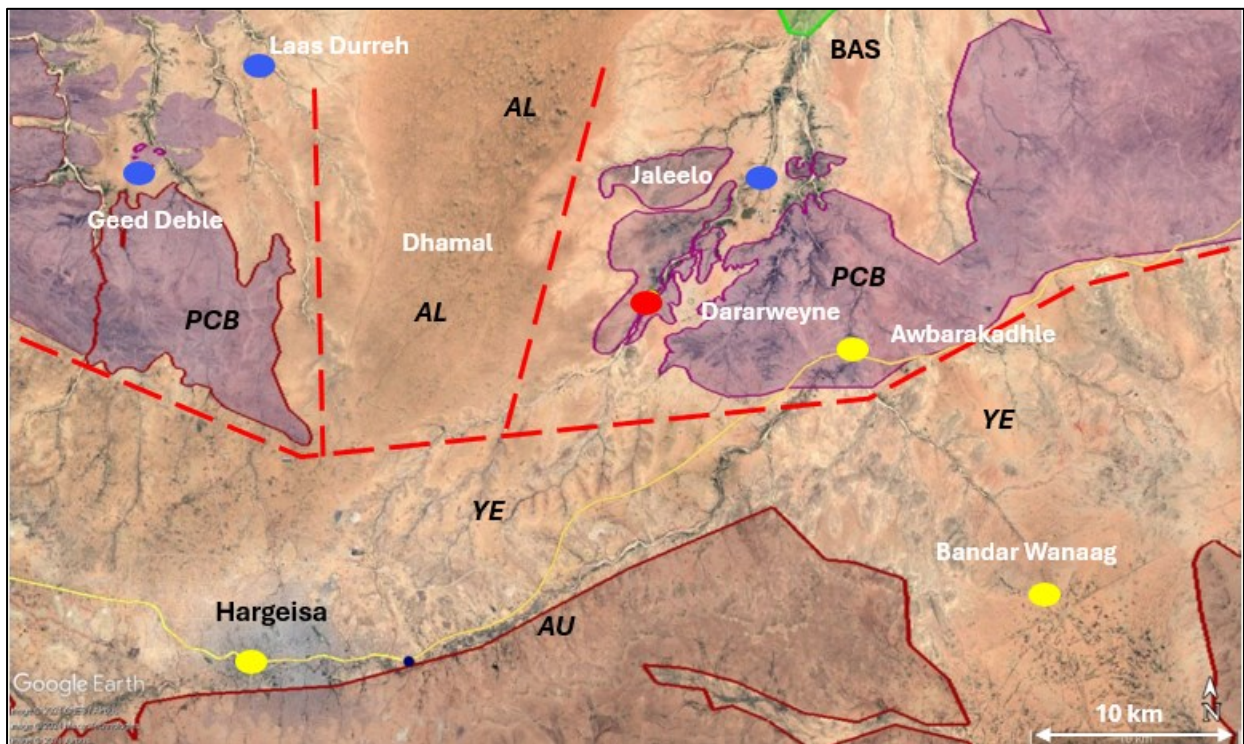 Laas Durreh
BAS
AL
Jaleelo
Geed Deble
Dhamal
PCB
AL
PCB
Dararweyne
Awbarakadhle
YE
YE
Bandar Wanaag
Hargeisa
AU
Google Earth
N
10 km